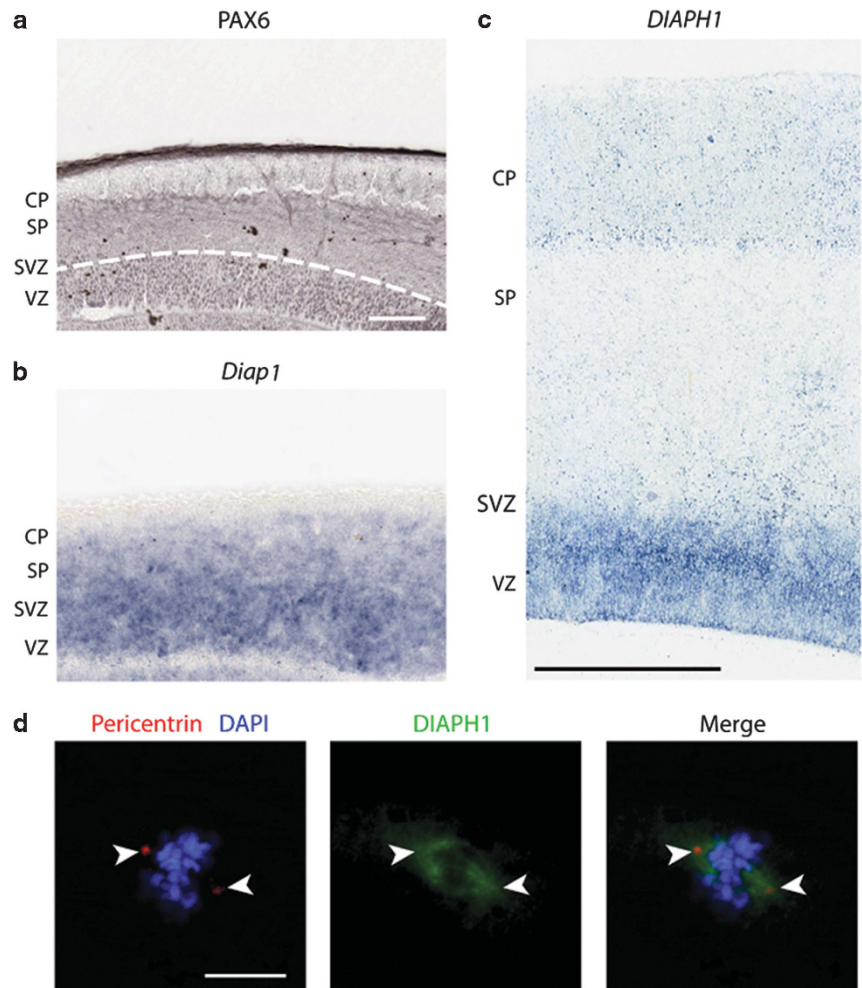 a
PAX6
CP
SP
SVZ
VZ
b
Diap1
CP
SP
SVZ
VZ
c
DIAPH1
CP
SP
SVZ
VZ
d
Pericentrin DAPI
DIAPH1
Merge